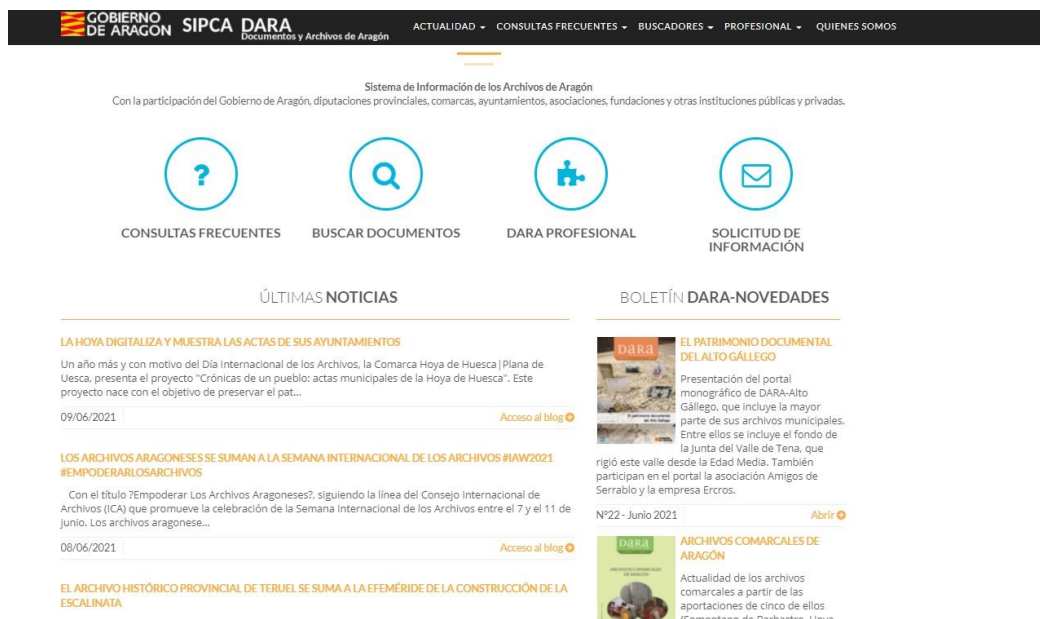 GOBIERNO
DE ARAGON
SIPCA DARA
Documentos y Archivos de Aragón
ACTUALIDAD CONSULTAS FRECUENTES BUSCADORES PROFESIONAL QUIENES SOMOS
Sistema de Información de los Archivos de Aragón
Con la participación del Gobierno de Aragón, diputaciones provinciales, comarcas, ayuntamientos, asociaciones, fundaciones y otras instituciones públicas y privadas.
?
CONSULTAS FRECUENTES
BUSCAR DOCUMENTOS
DARA PROFESIONAL
SOLICITUD DE
INFORMACIÓN
ÚLTIMAS NOTICIAS
LA HOYA DIGITALIZA Y MUESTRA LAS ACTAS DE SUS AYUNTAMIENTOS
Un año más y con motivo del Día Internacional de los Archivos, la Comarca Hoya de Huesca|Plana de
Uesca, presenta el proyecto "Crónicas de un pueblo: actas municipales de la Hoya de Huesca". Este
proyecto nace con el objetivo de preservar el pat...
09/06/2021 Acceso al blog
LOS ARCHIVOS ARAGONESES SE SUMAN A LA SEMANA INTERNACIONAL DE LOS ARCHIVOS #IAW2021
#EMPODERARLOSARCHIVOS
Con el título ?Empoderar Los Archivos Aragoneses?, siguiendo la línea del Consejo Internacional de
Archivos (ICA) que promueve la celebración de la Semana Internacional de los Archivos entre el 7 y el 11 de
junio. Los archivos aragonese...
08/06/2021 Acceso al blog
EL ARCHIVO HISTÓRICO PROVINCIAL DE TERUEL SE SUMA A LA EFEMÉRIDE DE LA CONSTRUCCIÓN DE LA
ESCALINATA
BOLETÍN DARA-NOVEDADES
DARA
EL PATRIMONIO DOCUMENTAL
DEL ALTO GÁLLEGO
Presentación del portal
monográfico de DARA-Alto
Gállego, que incluye la mayor
parte de sus archivos municipales.
Entre ellos se incluye el fondo de
la Junta del Valle de Tena, que
rigió este valle desde la Edad Media. También
participan en el portal la asociación Amigos de
Serrablo y la empresa Ercros.
Nº22 - Junio 2021 Abrir
DARA
ARCHIVOS COMARCALES
DE ARAGÓN
ARCHIVOS COMARCALES DE
ARAGÓN
Actualidad de los archivos
comarcales a partir de las
aportaciones de cinco de ellos
(Somontano de Barbastro, Hoya